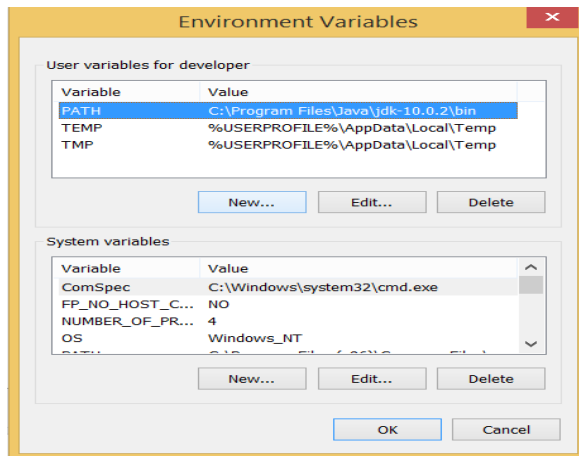 Environment Variables
User variables for developer
Variable Value
PATH C:\Program Files\Java\jdk-10.0.2\bin
TEMP %USERPROFILE%\AppData\Local\Temp
TMP %USERPROFILE%\AppData\Local\Temp
New... Edit... Delete
System variables
Variable Value
ComSpec C:\Windows\system32\cmd.exe
FP_NO_HOST_C... NO
NUMBER_OF_PR... 4
OS Windows_NT
New... Edit... Delete
OK Cancel